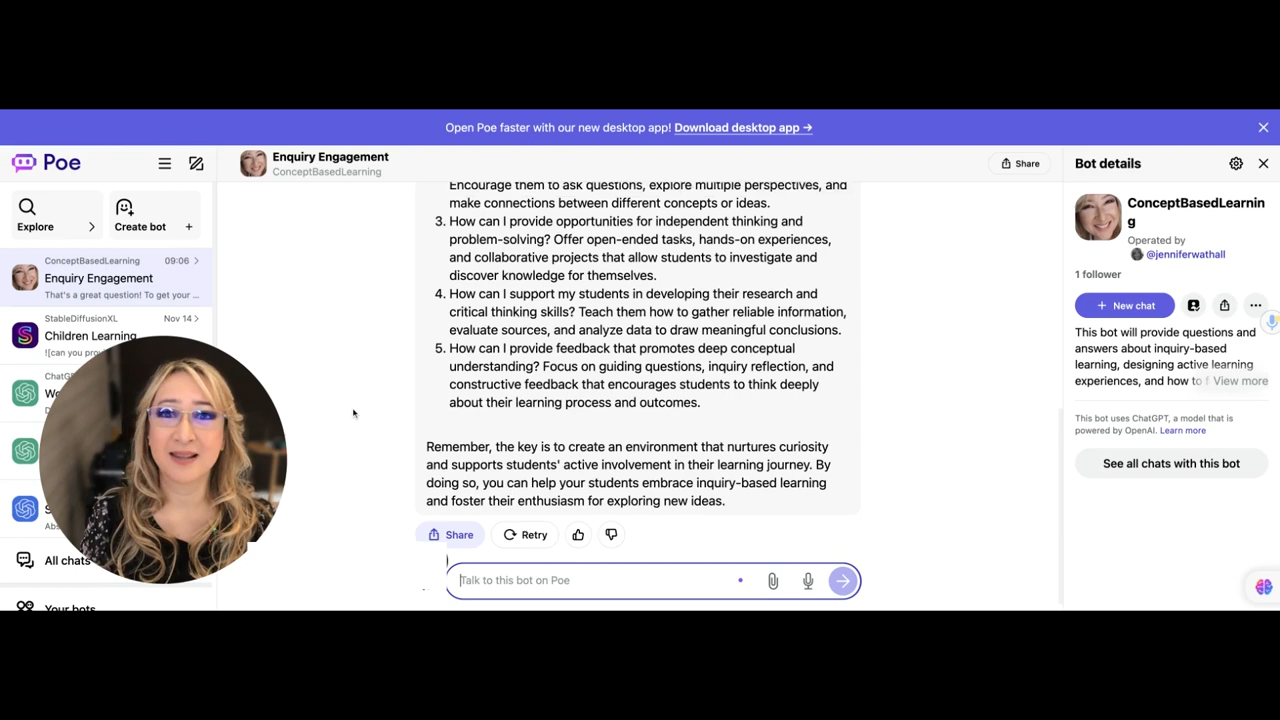 Open Poe faster with our new desktop app! Download desktop app →
Poe
Explore
Create bot +
ConceptBasedLearning 09:06
Enquiry Engagement
That's a great question! To get your ...
StableDiffusionXL Nov 14
Children Learning
![can you
All chats
Your bots
Enquiry Engagement
ConceptBasedLearning
Share
Encourage them to ask questions, explore multiple perspectives, and
make connections between different concepts or ideas.
3. How can I provide opportunities for independent thinking and
problem-solving? Offer open-ended tasks, hands-on experiences,
and collaborative projects that allow students to investigate and
discover knowledge for themselves.
4. How can I support my students in developing their research and
critical thinking skills? Teach them how to gather reliable information,
evaluate sources, and analyze data to draw meaningful conclusions.
5. How can I provide feedback that promotes deep conceptual
understanding? Focus on guiding questions, inquiry reflection, and
constructive feedback that encourages students to think deeply
about their learning process and outcomes.
Remember, the key is to create an environment that nurtures curiosity
and supports students' active involvement in their learning journey. By
doing so, you can help your students embrace inquiry-based learning
and foster their enthusiasm for exploring new ideas.
Share
Retry
Talk to this bot on Poe
Bot details
ConceptBasedLearnin
g
Operated by
@jenniferwathall
1 follower
+ New chat
This bot will provide questions and
answers about inquiry-based
learning, designing active learning
experiences, and how to View more
This bot uses ChatGPT, a model that is
powered by OpenAI. Learn more
See all chats with this bot